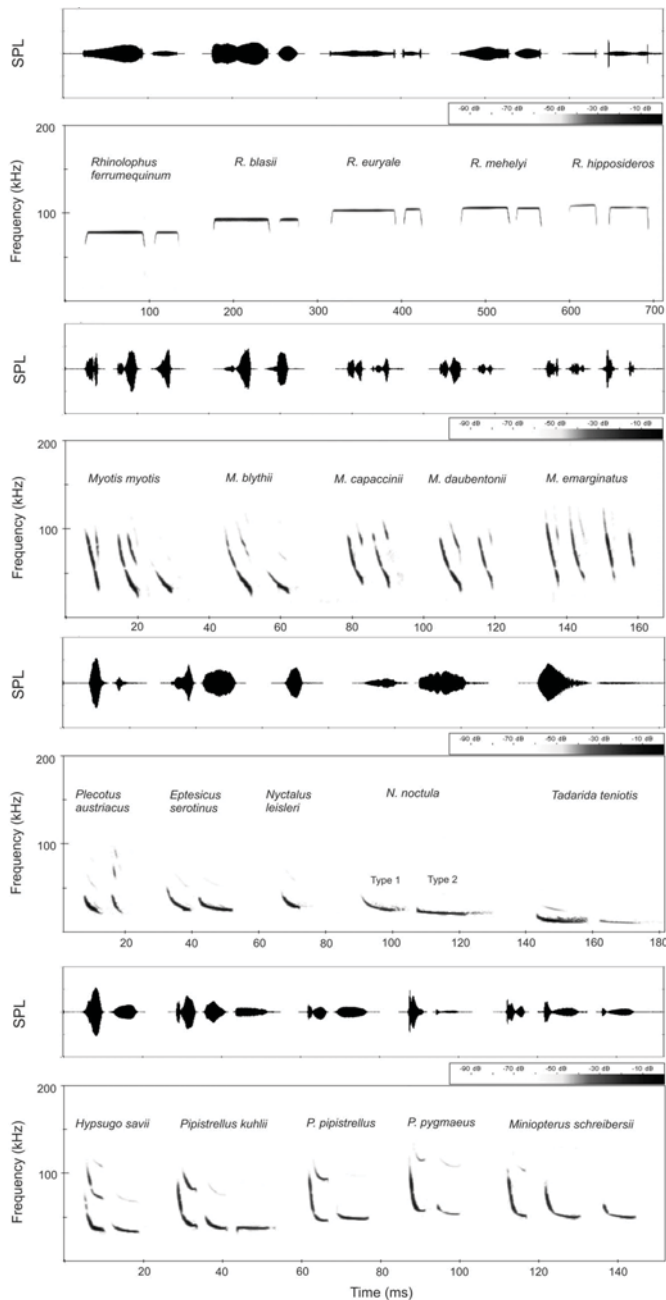 SPL
-90 dB -70 dB -50 dB -30 dB -10 dB
Frequency (kHz)
200
100
Rhinolophus
ferrumequinum
R. blasii
R. euryale
R. mehelyi
R. hipposideros
100 200 300 400 500 600 700
SPL
-90 dB -70 dB -50 dB -30 dB -10 dB
Frequency (kHz)
200
100
Myotis myotis
M. blythii
M. capaccinii
M. daubentonii
M. emarginatus
20 40 60 80 100 120 140 160
SPL
-90 dB -70 dB -50 dB -30 dB -10 dB
Frequency (kHz)
200
100
Plecotus
austriacus
Eptesicus
serotinus
Nyctalus
leisleri
N. noctula
Type 1 Type 2
Tadarida teniotis
20 40 60 80 100 120 140 160 180
SPL
-90 dB -70 dB -50 dB -30 dB -10 dB
Frequency (kHz)
200
100
Hypsugo savii
Pipistrellus kuhlii
P. pipistrellus
P. pygmaeus
Miniopterus schreibersii
20 40 60 80 100 120 140
Time (ms)